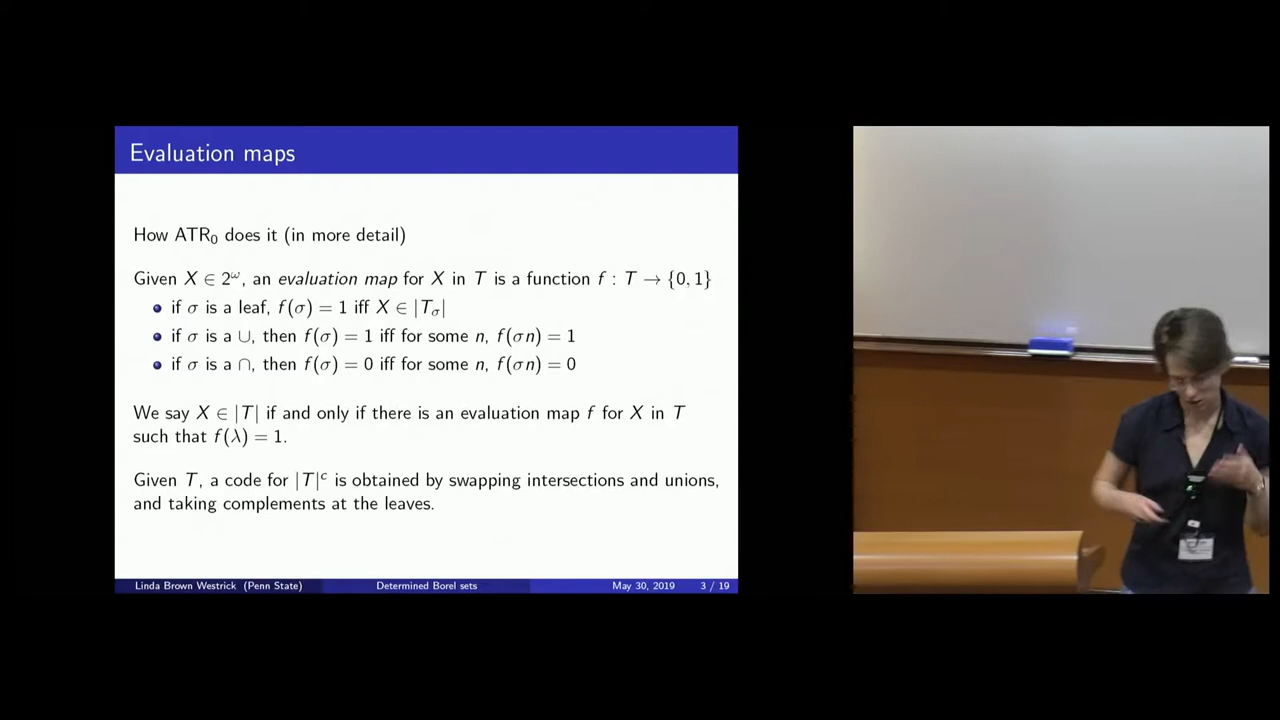 Evaluation maps
How ATR₀ does it (in more detail)
Given X ∈ 2^ω, an evaluation map for X in T is a function f : T → {0, 1}
• if σ is a leaf, f(σ) = 1 iff X ∈ |T_σ|
• if σ is a ∪, then f(σ) = 1 iff for some n, f(σn) = 1
• if σ is a ∩, then f(σ) = 0 iff for some n, f(σn) = 0
We say X ∈ |T| if and only if there is an evaluation map f for X in T
such that f(λ) = 1.
Given T, a code for |T|^c is obtained by swapping intersections and unions,
and taking complements at the leaves.
Linda Brown Westrick (Penn State) Determined Borel sets May 30, 2019 3 / 19